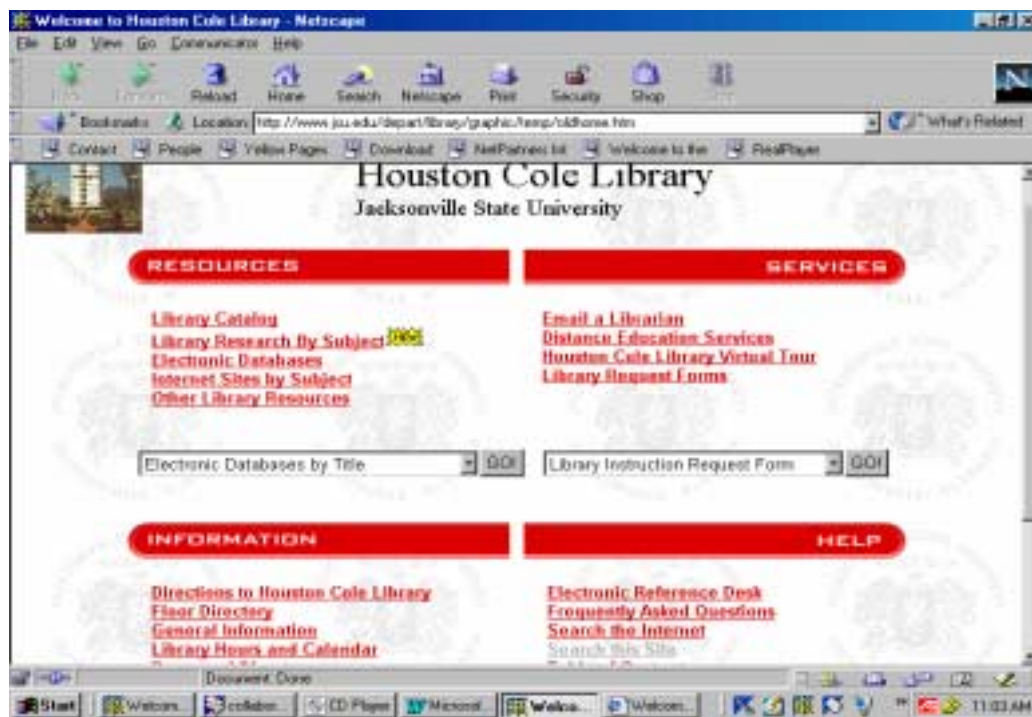 Welcome to Houston Cole Library - Netscape
File Edit View Go Communicator Help
Reload Home Search Netscape Print Security Shop
Bookmarks Location: http://www.jsu.edu/depart/library/graphic/temp/oldhome.htm What's Related
Contact People Yellow Pages Download Welcome to the RealPlayer
Houston Cole Library
Jacksonville State University
RESOURCES
SERVICES
Library Catalog
Library Research By Subject
Electronic Databases
Internet Sites by Subject
Other Library Resources
Email a Librarian
Distance Education Services
Houston Cole Library Virtual Tour
Library Request Forms
Electronic Databases by Title GO!
Library Instruction Request Form GO!
INFORMATION
HELP
Directions to Houston Cole Library
Floor Directory
General Information
Library Hours and Calendar
Electronic Reference Desk
Frequently Asked Questions
Search the Internet
Search this Site
Document: Done
Start Welcom... collabor... CD Player Microsof... Welco... Welcom... 11:03 AM